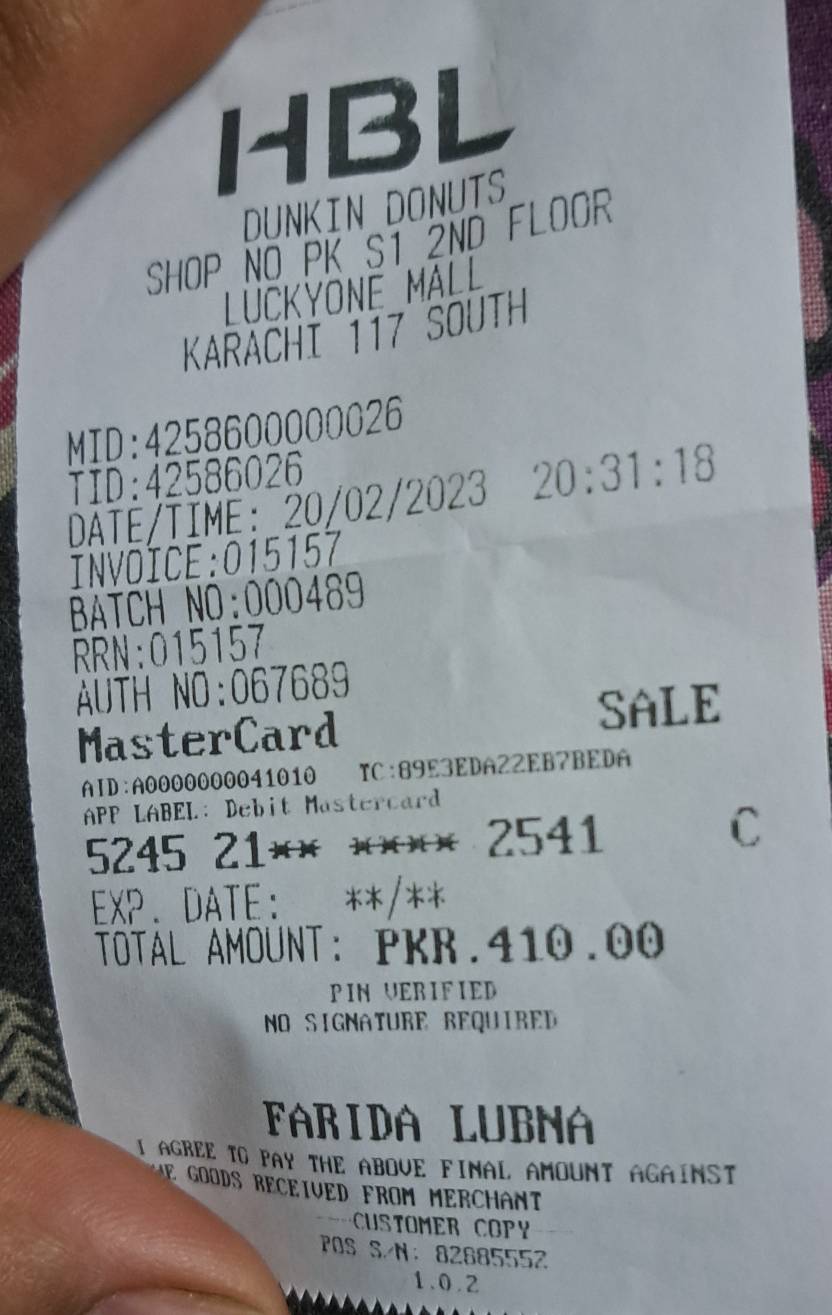 HBL
DUNKIN DONUTS
SHOP NO PK S1 2ND FLOOR
LUCKYONE MALL
KARACHI 117 SOUTH
MID:4258600000026
TID:42586026
DATE/TIME: 20/02/2023 20:31:18
INVOICE:015157
BATCH NO:000489
RRN:015157
AUTH NO:067689
MasterCard SALE
AID:A0000000041010 TC:89E3EDA22EB7BEDA
APP LABEL: Debit Mastercard
5245 21** **** 2541 C
EXP. DATE: **/**
TOTAL AMOUNT: PKR.410.00
PIN VERIFIED
NO SIGNATURE REQUIRED
FARIDA LUBNA
I AGREE TO PAY THE ABOVE FINAL AMOUNT AGAINST
GOODS RECEIVED FROM MERCHANT
---CUSTOMER COPY---
POS S/N: 82885552
1.0.2